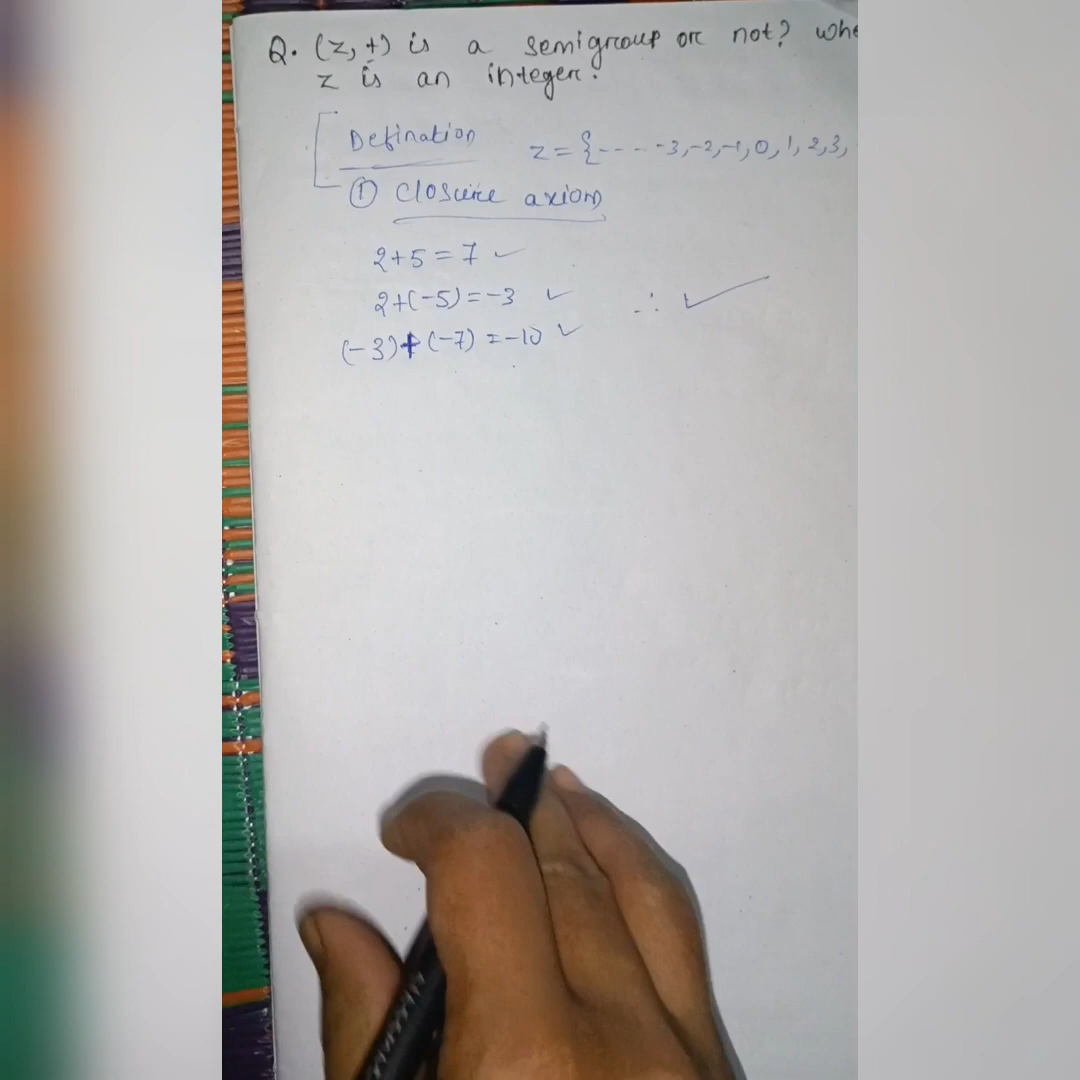 Q. (Z, +) is a semigroup or not? whe
Z is an integer.
Defination Z = {---- -3,-2,-1,0,1,2,3,
① Closure axiom
2+5=7 ✓
2+(-5)=-3 ✓ ∴ ✓
(-3)+(-7)=-10 ✓